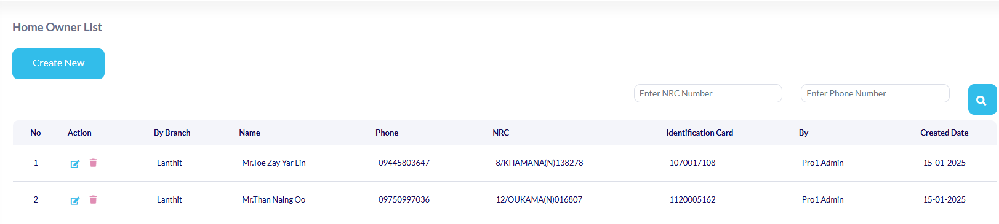 Home Owner List
Create New
Enter NRC Number Enter Phone Number
No Action By Branch Name Phone NRC Identification Card By Created Date
1 Lanthit Mr.Toe Zay Yar Lin 09445803647 8/KHAMANA(N)138278 1070017108 Pro1 Admin 15-01-2025
2 Lanthit Mr.Than Naing Oo 09750997036 12/OUKAMA(N)016807 1120005162 Pro1 Admin 15-01-2025